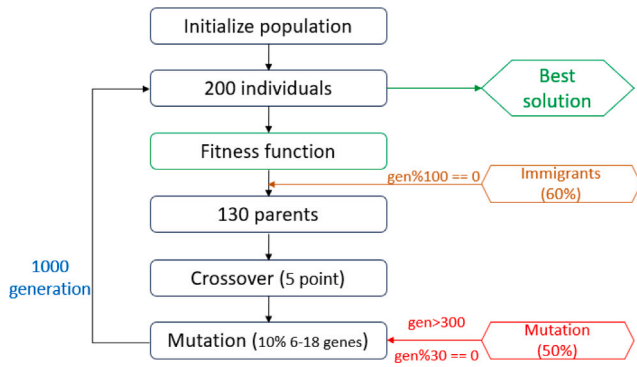 Initialize population
200 individuals
Best
solution
Fitness function
gen%100 == 0
Immigrants
(60%)
130 parents
1000
generation
Crossover (5 point)
gen>300
Mutation (10% 6-18 genes)
Mutation
(50%)
gen%30 == 0